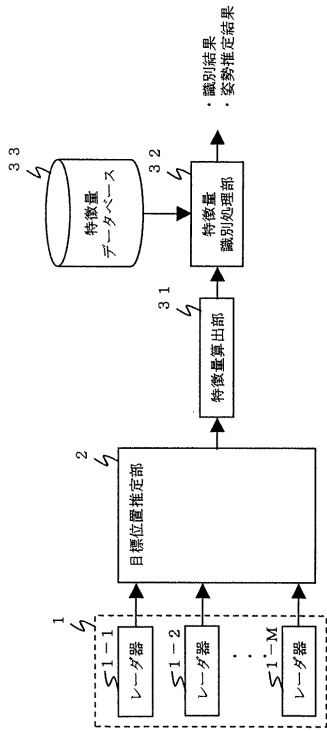 1
1-1
レーダ器
1-2
レーダ器
・・・
1-M
レーダ器
2
目標位置推定部
31
特徴量算出部
33
特徴量
データベース
32
特徴量
識別処理部
・識別結果
・姿勢推定結果